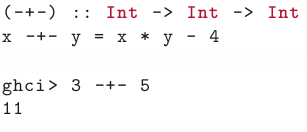 (-+-) :: Int -> Int -> Int
x -+- y = x * y - 4
ghci> 3 -+- 5
11